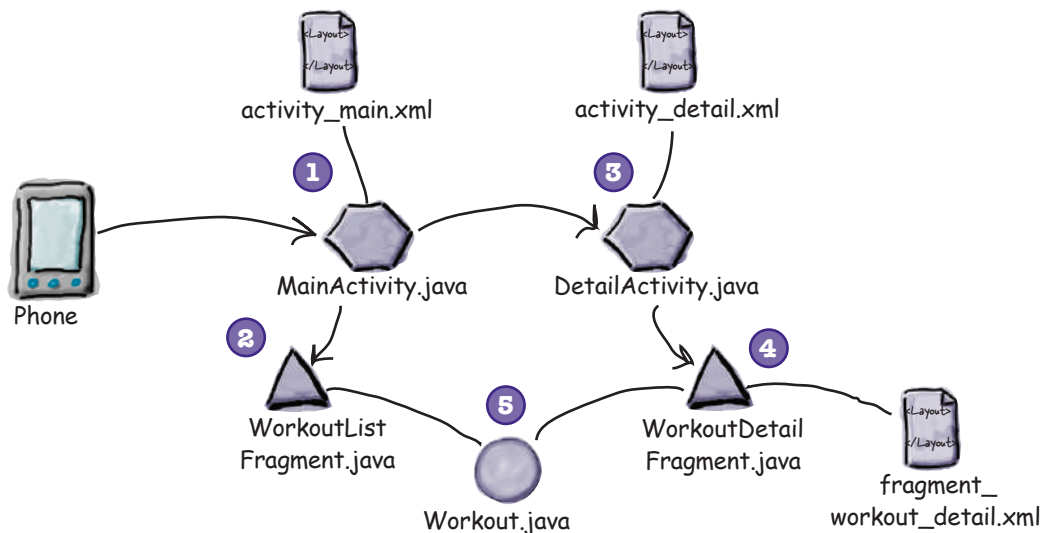 <Layout>
</Layout>
activity_main.xml
<Layout>
</Layout>
activity_detail.xml
1
3
MainActivity.java
DetailActivity.java
Phone
2
4
5
WorkoutList
Fragment.java
WorkoutDetail
Fragment.java
<Layout>
</Layout>
Workout.java
fragment_
workout_detail.xml